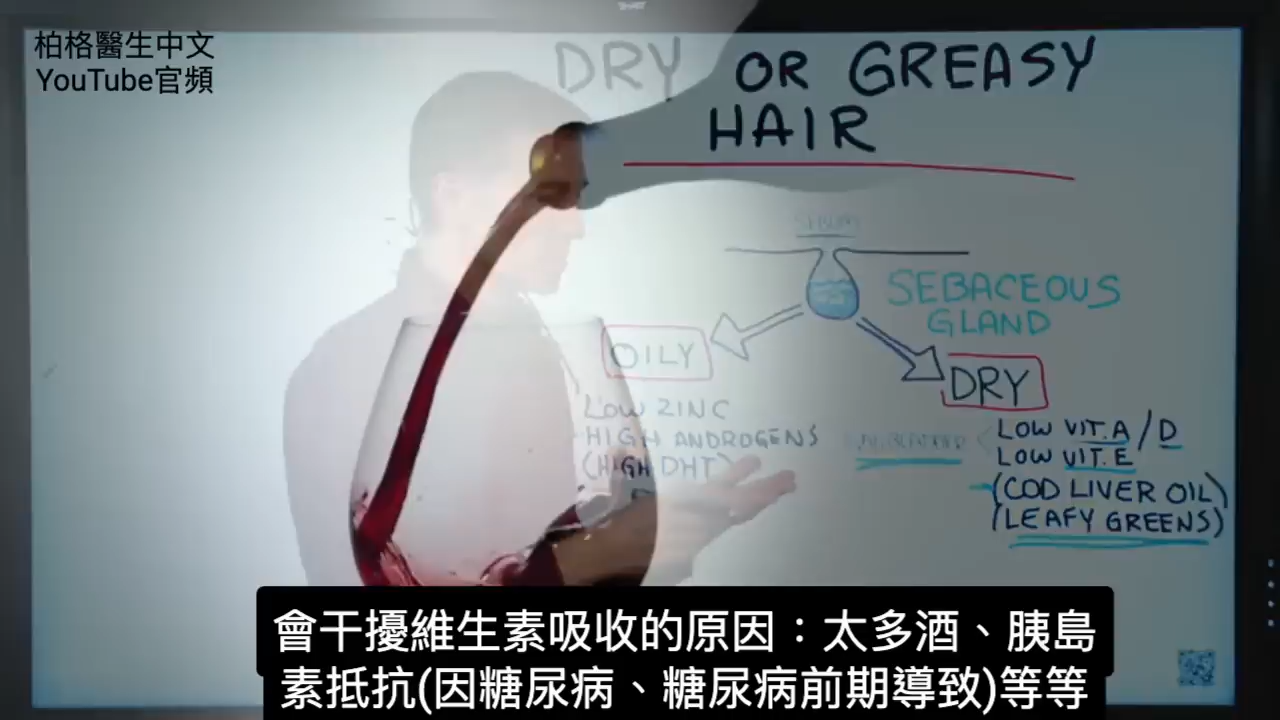 柏格醫生中文
YouTube官頻
DRY OR GREASY
HAIR
SEBUM
SEBACEOUS
GLAND
OILY
DRY
LOW ZINC
HIGH ANDROGENS
(HIGH DHT)
LOW VIT.A/D
LOW VIT.E
(COD LIVER OIL)
(LEAFY GREENS)
會干擾維生素吸收的原因：太多酒、胰島
素抵抗(因糖尿病、糖尿病前期導致)等等